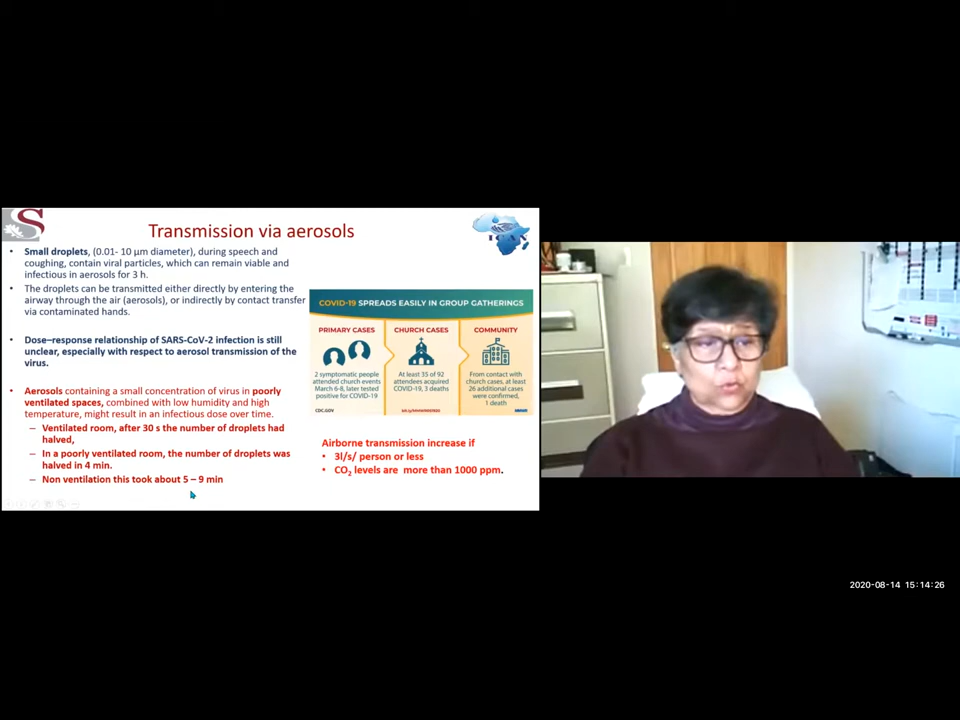 Transmission via aerosols
ICAN
• Small droplets, (0.01- 10 µm diameter), during speech and
coughing, contain viral particles, which can remain viable and
infectious in aerosols for 3 h.
• The droplets can be transmitted either directly by entering the
airway through the air (aerosols), or indirectly by contact transfer
via contaminated hands.
• Dose–response relationship of SARS-CoV-2 infection is still
unclear, especially with respect to aerosol transmission of the
virus.
• Aerosols containing a small concentration of virus in poorly
ventilated spaces, combined with low humidity and high
temperature, might result in an infectious dose over time.
– Ventilated room, after 30 s the number of droplets had
halved,
– In a poorly ventilated room, the number of droplets was
halved in 4 min.
– Non ventilation this took about 5 – 9 min
COVID-19 SPREADS EASILY IN GROUP GATHERINGS
PRIMARY CASES
2 symptomatic people
attended church events
March 6-8, later tested
positive for COVID-19
CHURCH CASES
At least 35 of 92
attendees acquired
COVID-19, 3 deaths
COMMUNITY
From contact with
church cases, at least
26 additional cases
were confirmed,
1 death
CDC.GOV
Airborne transmission increase if
• 3l/s/ person or less
• CO2 levels are more than 1000 ppm.
2020-08-14 15:14:26